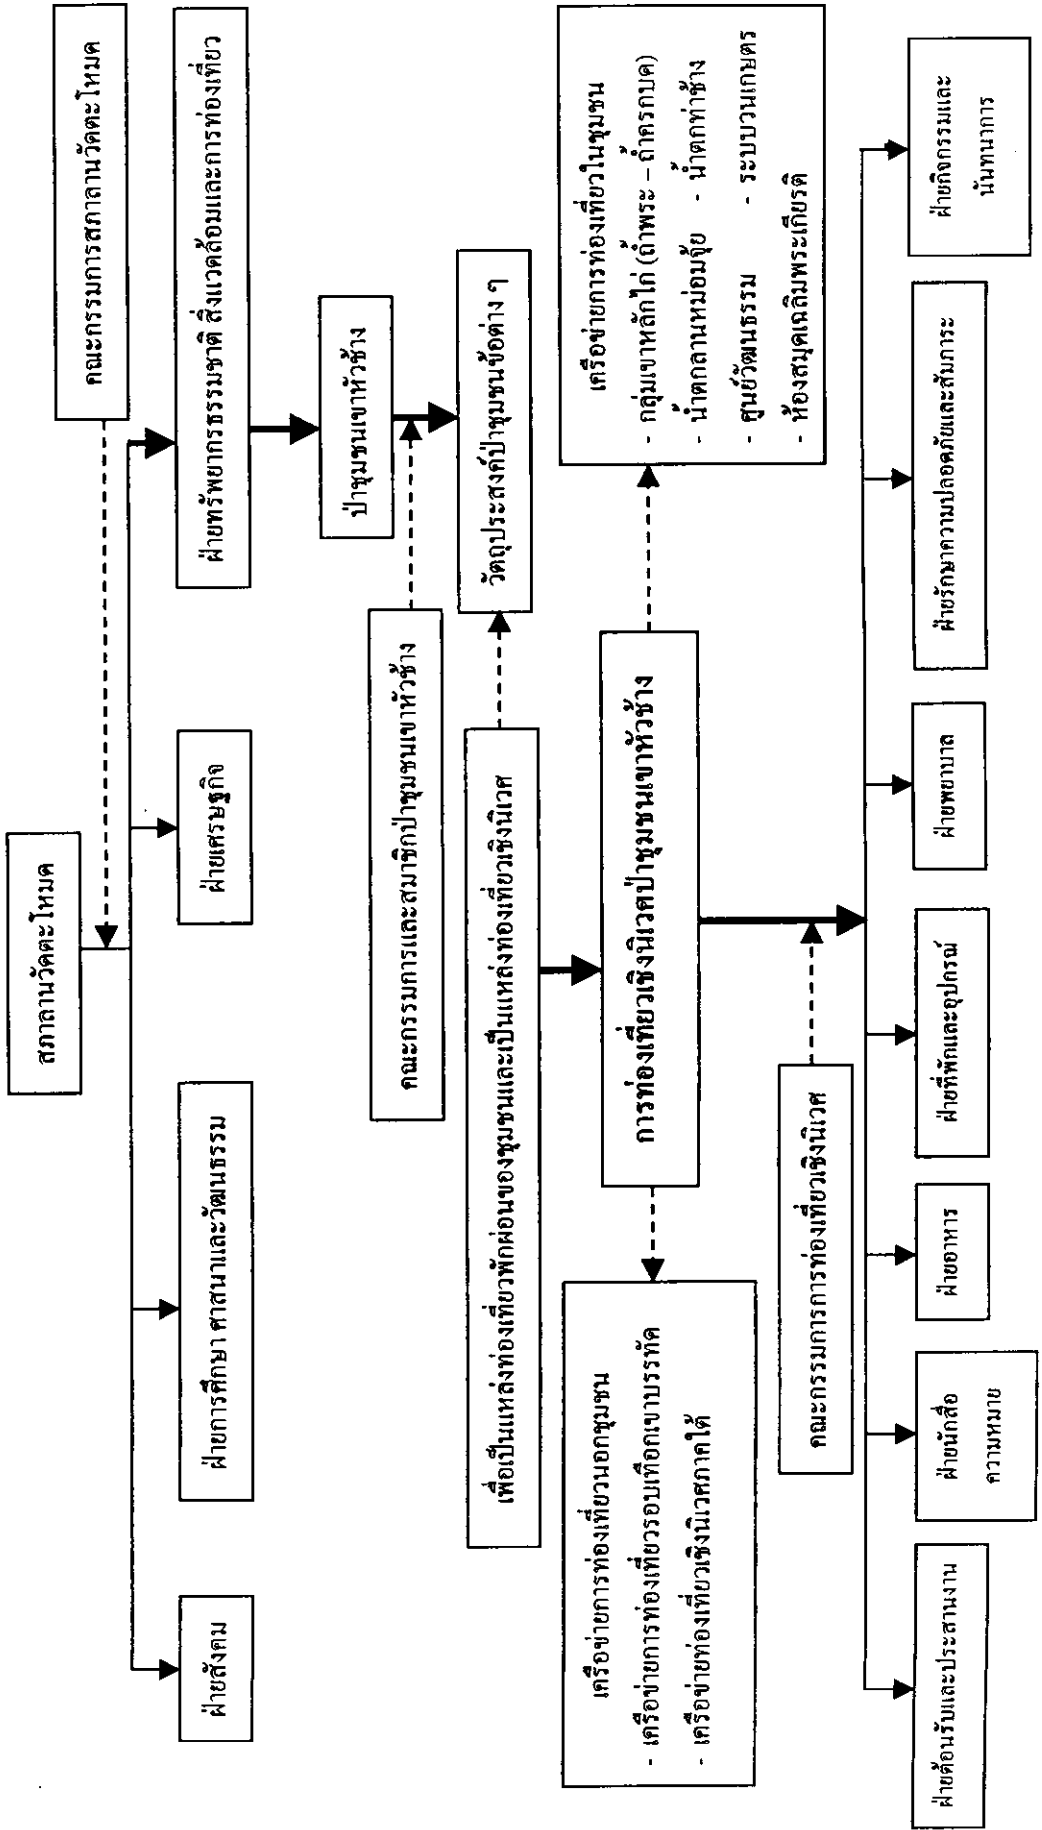 สภาลานวัดตะโหมด
คณะกรรมการสภาลานวัดตะโหมด
ฝ่ายสังคม
ฝ่ายการศึกษา ศาสนาและวัฒนธรรม
ฝ่ายเศรษฐกิจ
ฝ่ายทรัพยากรธรรมชาติ สิ่งแวดล้อมและการท่องเที่ยว
ป่าชุมชนเขาหัวช้าง
คณะกรรมการและสมาชิกป่าชุมชนเขาหัวช้าง
เพื่อเป็นแหล่งท่องเที่ยวพักผ่อนของชุมชนและเป็นแหล่งท่องเที่ยวเชิงนิเวศ
วัตถุประสงค์ป่าชุมชนข้อต่าง ๆ
เครือข่ายการท่องเที่ยวนอกชุมชน
- เครือข่ายการท่องเที่ยวรอบเทือกเขาบรรทัด
- เครือข่ายท่องเที่ยวเชิงนิเวศภาคใต้
การท่องเที่ยวเชิงนิเวศป่าชุมชนเขาหัวช้าง
เครือข่ายการท่องเที่ยวในชุมชน
- กลุ่มเขาหลักไก่ (ถ้ำพระ – ถ้ำครกบด)
- น้ำตกลานหม่อมจุ้ย - น้ำตกท่าช้าง
- ศูนย์วัฒนธรรม - ระบบวนเกษตร
- ห้องสมุดเฉลิมพระเกียรติ
คณะกรรมการการท่องเที่ยวเชิงนิเวศ
ฝ่ายต้อนรับและประสานงาน
ฝ่ายนักสื่อ
ความหมาย
ฝ่ายอาหาร
ฝ่ายที่พักและอุปกรณ์
ฝ่ายพยาบาล
ฝ่ายรักษาความปลอดภัยและสัมภาระ
ฝ่ายกิจกรรมและ
นันทนาการ